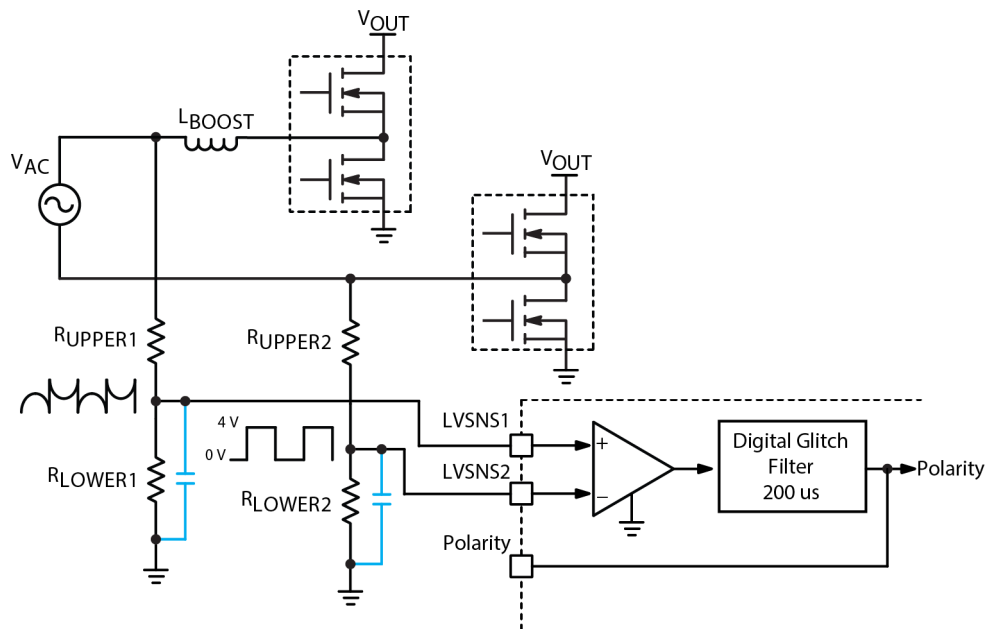 VOUT
LBOOST
VAC
VOUT
RUPPER1
RUPPER2
4 V
0 V
LVSNS1
LVSNS2
RLOWER1
RLOWER2
Polarity
+
−
Digital Glitch
Filter
200 us
Polarity